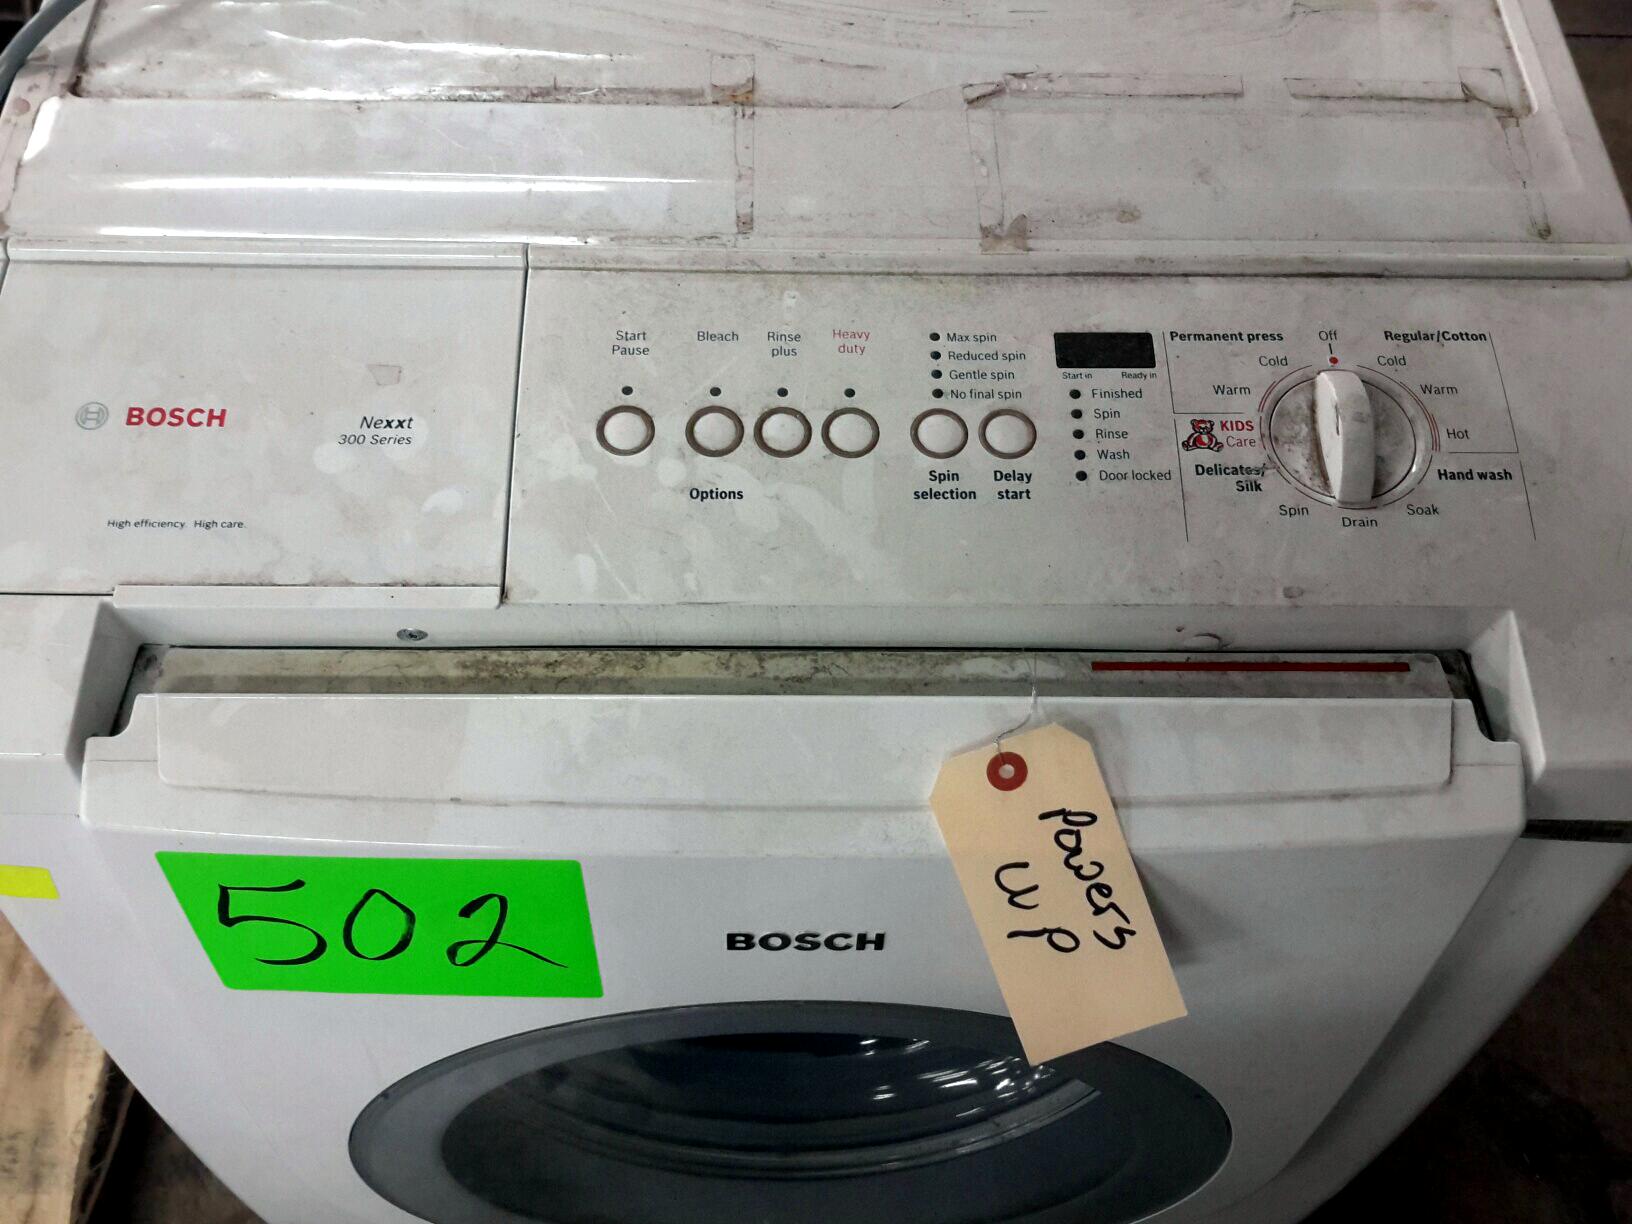 BOSCH
Nexxt
300 Series
High efficiency. High care.
Start
Pause
Bleach
Rinse
plus
Heavy
duty
Options
Max spin
Reduced spin
Gentle spin
No final spin
Spin
selection
Delay
start
Start in
Ready in
Finished
Spin
Rinse
Wash
Door locked
Permanent press
Off
Regular/Cotton
Cold
Cold
Warm
Warm
KIDS
Care
Hot
Delicates/
Silk
Hand wash
Spin
Drain
Soak
Powers
up
502
BOSCH